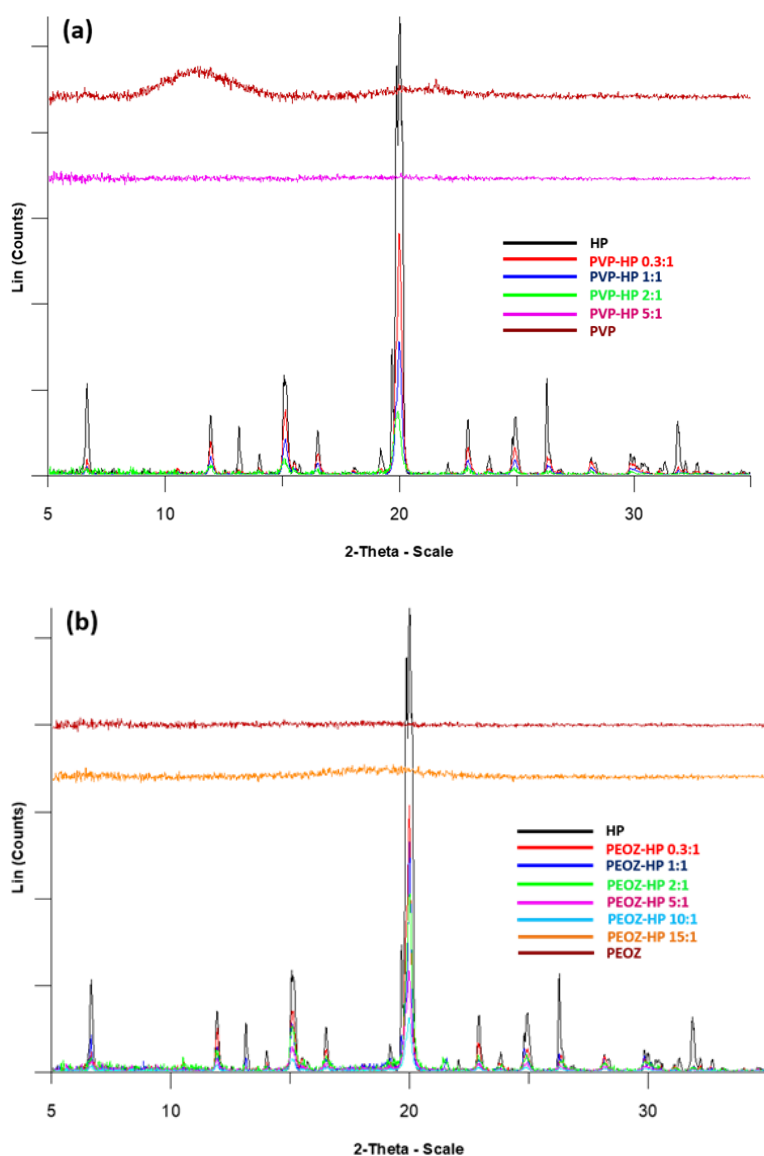 (a)
Lin (Counts)
HP
PVP-HP 0.3:1
PVP-HP 1:1
PVP-HP 2:1
PVP-HP 5:1
PVP
5 10 20 30
2-Theta - Scale
(b)
Lin (Counts)
HP
PEOZ-HP 0.3:1
PEOZ-HP 1:1
PEOZ-HP 2:1
PEOZ-HP 5:1
PEOZ-HP 10:1
PEOZ-HP 15:1
PEOZ
5 10 20 30
2-Theta - Scale